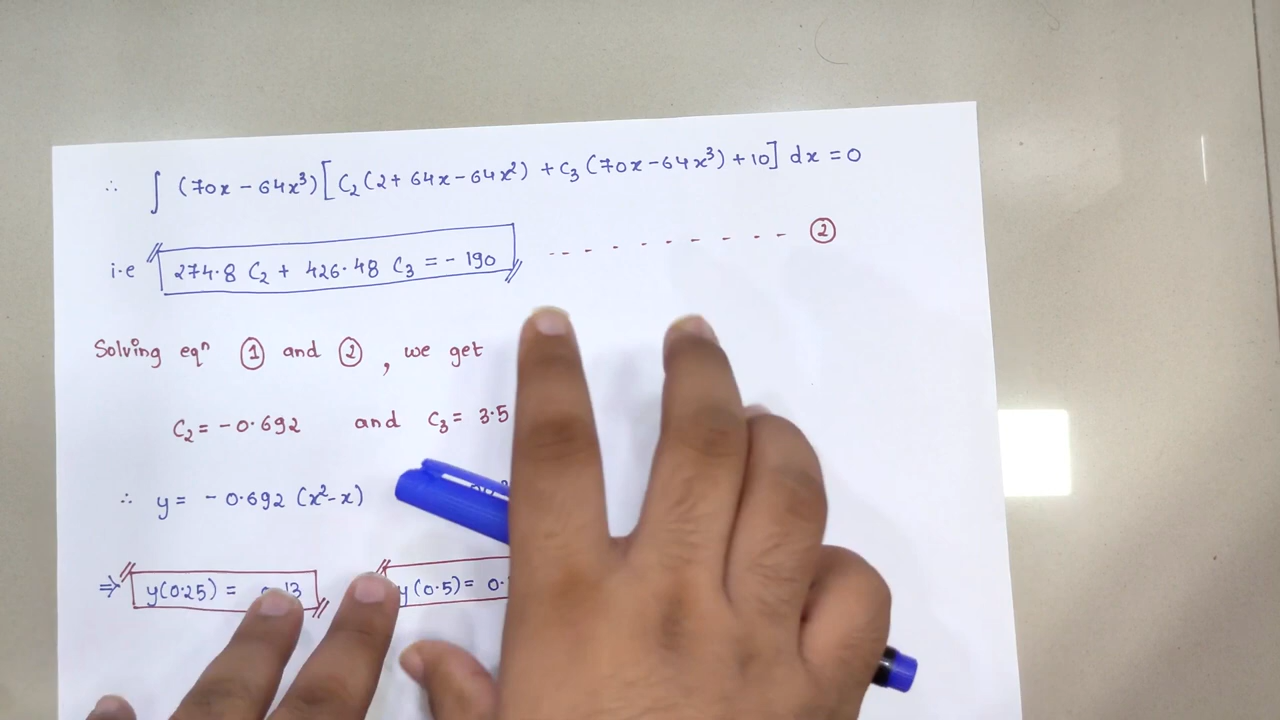 ∴ ∫ (70x − 64x³) [ C₂ (2 + 64x − 64x²) + C₃ (70x − 64x³) + 10 ] dx = 0
i.e 274.8 C₂ + 426.48 C₃ = - 190 - - - - - - - - - - ②
Solving eqⁿ ① and ②, we get
C₂ = - 0.692 and C₃ = 3.5
∴ y = - 0.692 (x² - x)
⇒ y(0.25) = y(0.5) = 0.